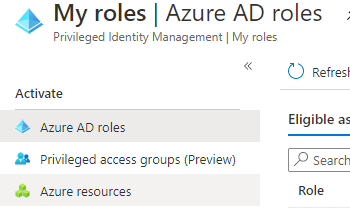 My roles | Azure AD roles
Privileged Identity Management | My roles
«
Refresh
Activate
Azure AD roles
Eligible as
Privileged access groups (Preview)
Search
Azure resources
Role